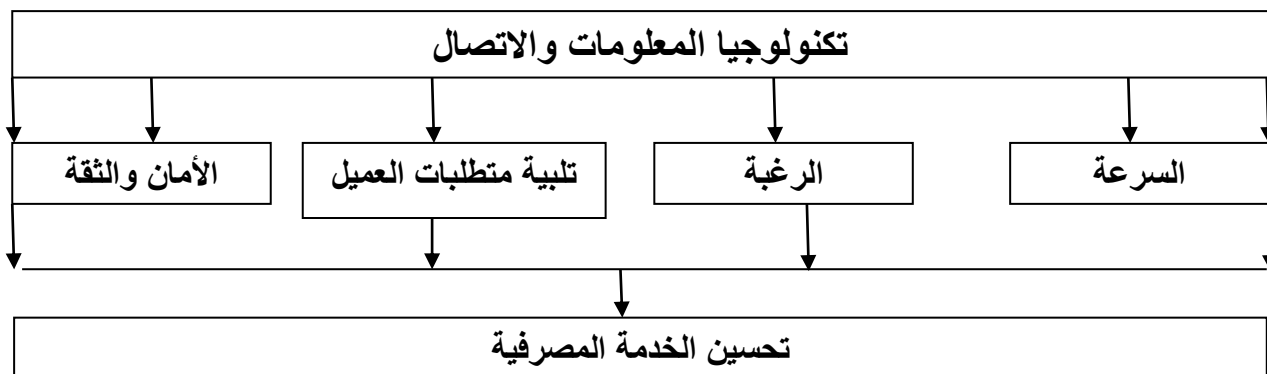 تكنولوجيا المعلومات والاتصال
السرعة
الرغبة
تلبية متطلبات العميل
الأمان والثقة
تحسين الخدمة المصرفية